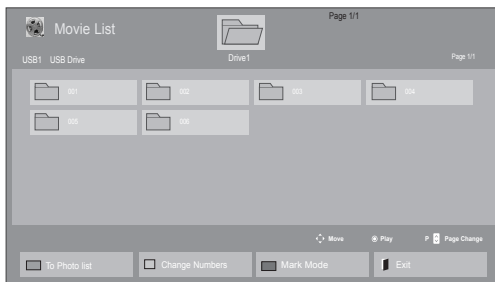 Page 1/1
Movie List
Drive1
USB1 USB Drive
Page 1/1
001 002 003 004
005 006
Move Play P Page Change
To Photo list Change Numbers Mark Mode Exit